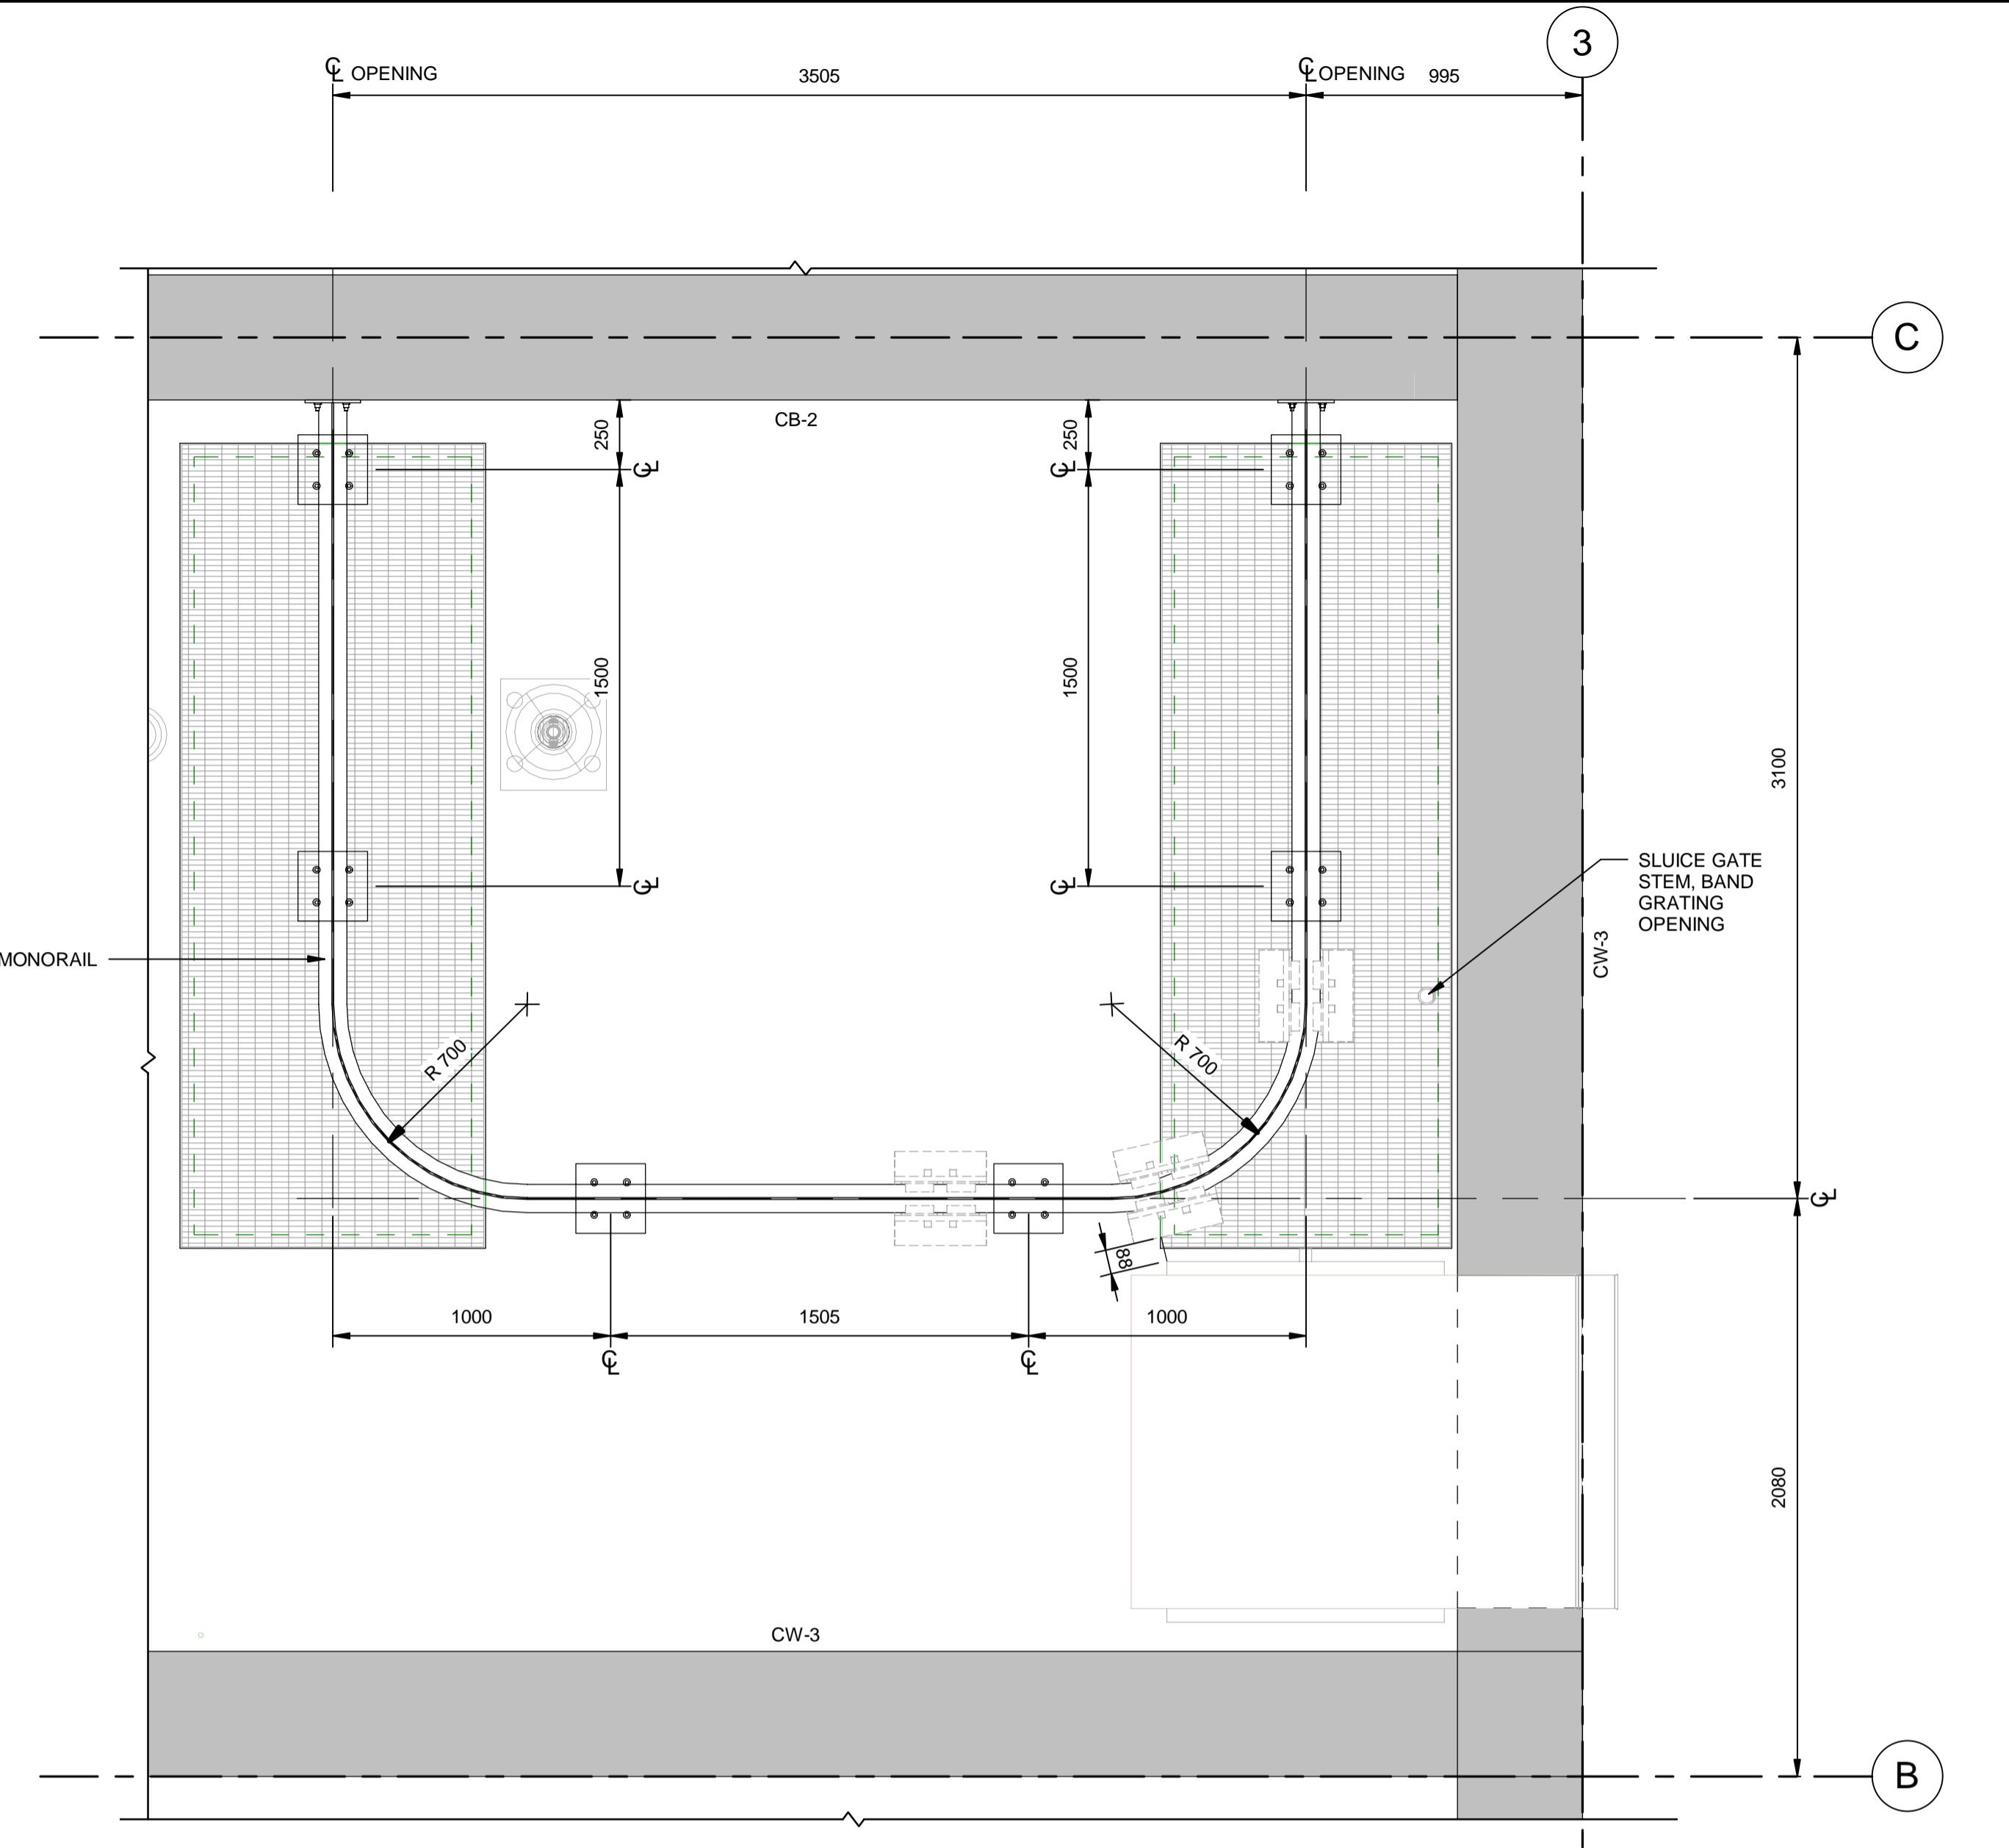 3
℄ OPENING
3505
℄ OPENING
995
C
CB-2
250
℄
250
℄
1500
1500
3100
℄
℄
SLUICE GATE
STEM, BAND
GRATING
OPENING
CW-3
MONORAIL
R 700
R 700
℄
88
1000
1505
1000
℄
℄
2080
CW-3
B